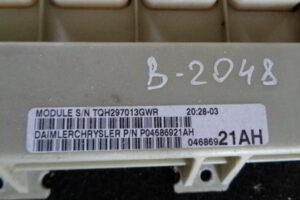 B-2048
MODULE S/N TQH297013GWR 20:28-03
DAIMLERCHRYSLER P/N P04686921AH
04686921AH